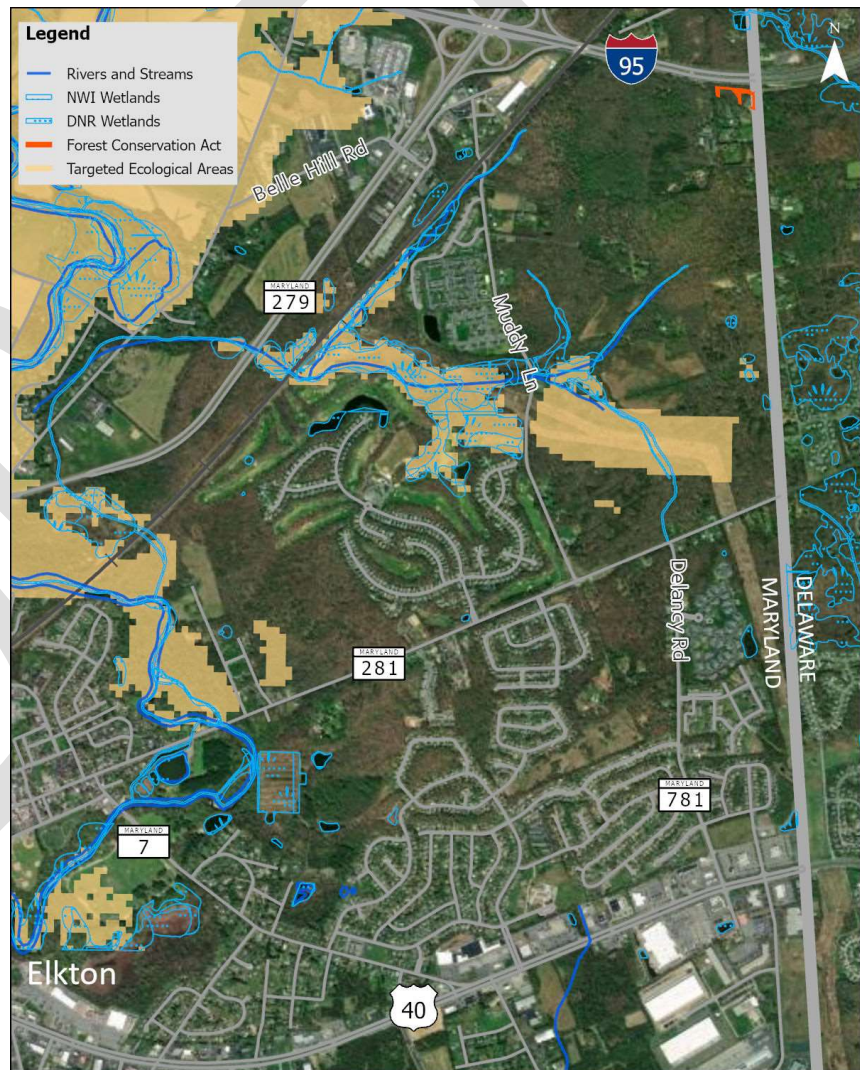 Legend
Rivers and Streams
NWI Wetlands
DNR Wetlands
Forest Conservation Act
Targeted Ecological Areas
N
95
Belle Hill Rd
MARYLAND
279
Muddy Ln
DELAWARE
MARYLAND
Delancy Rd
MARYLAND
281
MARYLAND
781
MARYLAND
7
Elkton
40